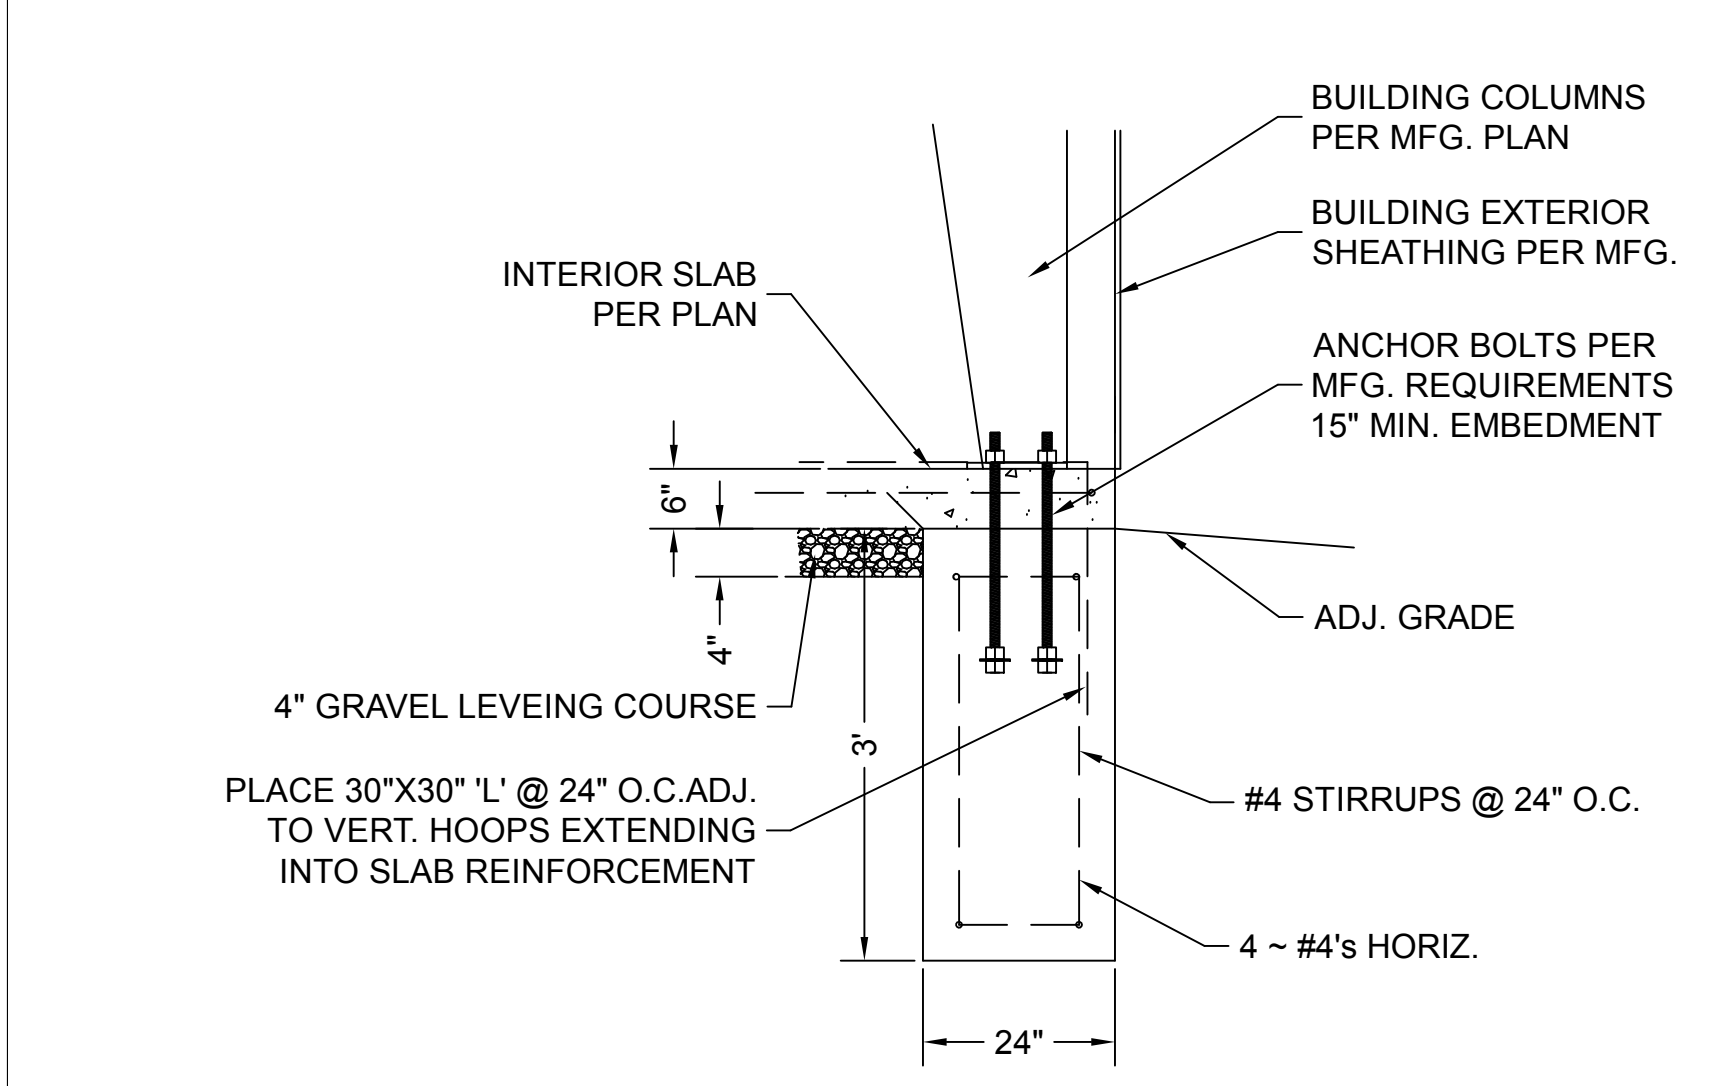 BUILDING COLUMNS
PER MFG. PLAN
BUILDING EXTERIOR
SHEATHING PER MFG.
INTERIOR SLAB
PER PLAN
ANCHOR BOLTS PER
MFG. REQUIREMENTS
15" MIN. EMBEDMENT
6"
4"
ADJ. GRADE
4" GRAVEL LEVEING COURSE
3'
PLACE 30"X30" 'L' @ 24" O.C.ADJ.
TO VERT. HOOPS EXTENDING
INTO SLAB REINFORCEMENT
#4 STIRRUPS @ 24" O.C.
4 ~ #4's HORIZ.
24"